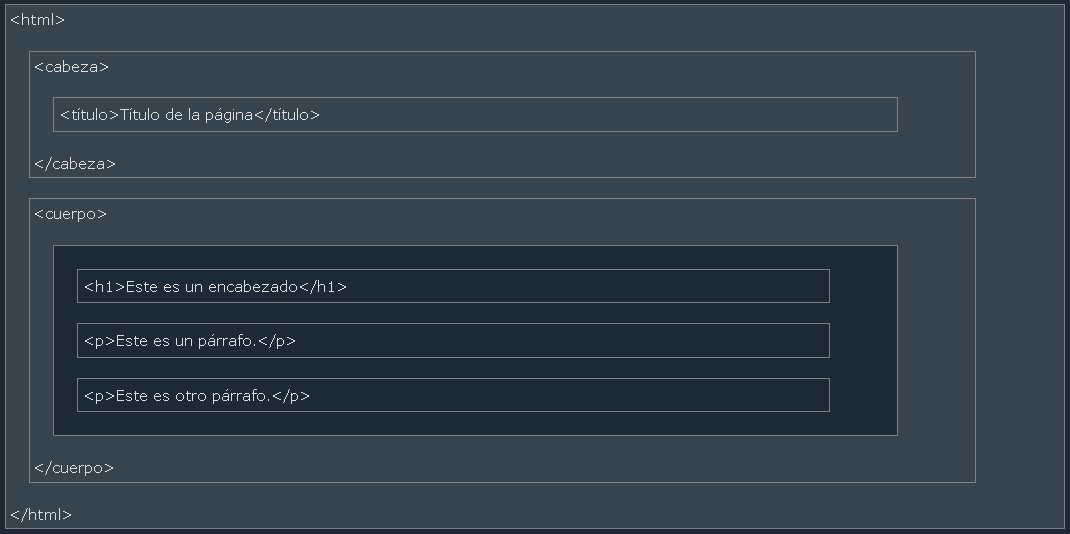 <html>
<cabeza>
<título>Título de la página</título>
</cabeza>
<cuerpo>
<h1>Este es un encabezado</h1>
<p>Este es un párrafo.</p>
<p>Este es otro párrafo.</p>
</cuerpo>
</html>